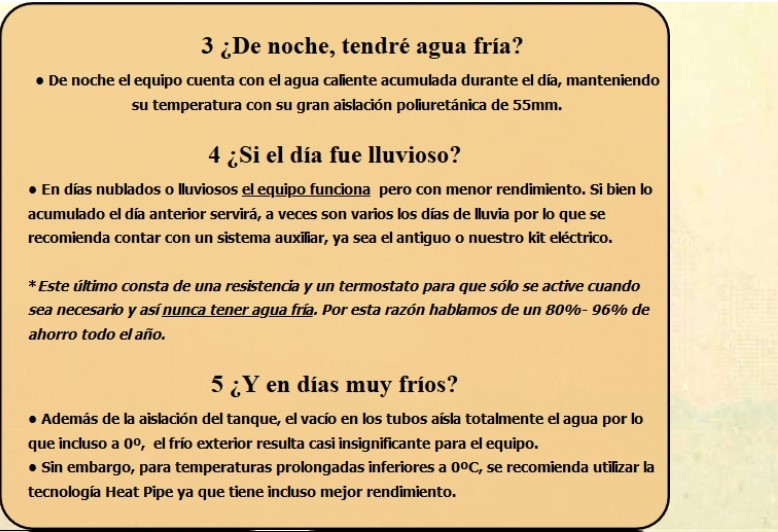 3 ¿De noche, tendré agua fría?
● De noche el equipo cuenta con el agua caliente acumulada durante el día, manteniendo
su temperatura con su gran aislación poliuretánica de 55mm.
4 ¿Si el día fue lluvioso?
● En días nublados o lluviosos el equipo funciona pero con menor rendimiento. Si bien lo
acumulado el día anterior servirá, a veces son varios los días de lluvia por lo que se
recomienda contar con un sistema auxiliar, ya sea el antiguo o nuestro kit eléctrico.
*Este último consta de una resistencia y un termostato para que sólo se active cuando
sea necesario y así nunca tener agua fría. Por esta razón hablamos de un 80%- 96% de
ahorro todo el año.
5 ¿Y en días muy fríos?
● Además de la aislación del tanque, el vacío en los tubos aísla totalmente el agua por lo
que incluso a 0º, el frío exterior resulta casi insignificante para el equipo.
● Sin embargo, para temperaturas prolongadas inferiores a 0ºC, se recomienda utilizar la
tecnología Heat Pipe ya que tiene incluso mejor rendimiento.